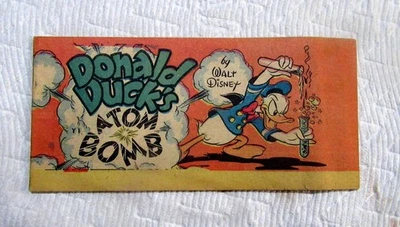 Donald
Duck's
ATOM
BOMB
by
WALT
DISNEY